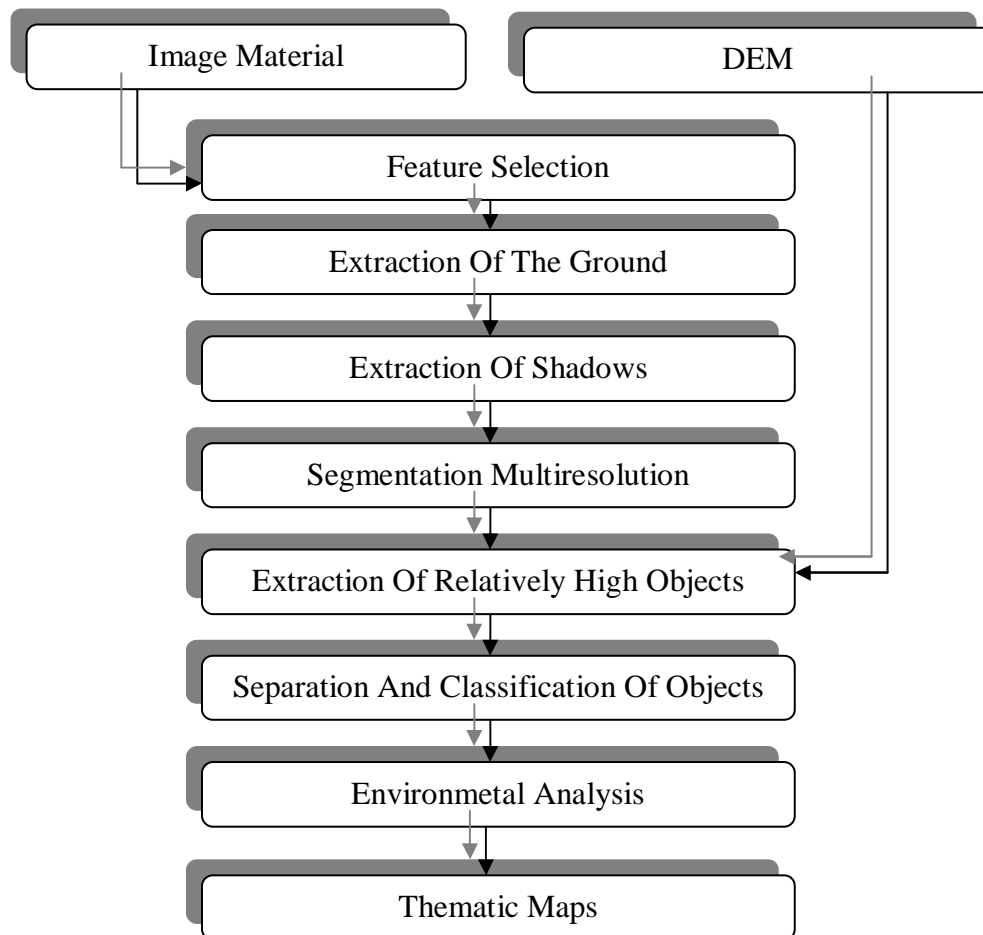 Image Material
DEM
Feature Selection
Extraction Of The Ground
Extraction Of Shadows
Segmentation Multiresolution
Extraction Of Relatively High Objects
Separation And Classification Of Objects
Environmetal Analysis
Thematic Maps